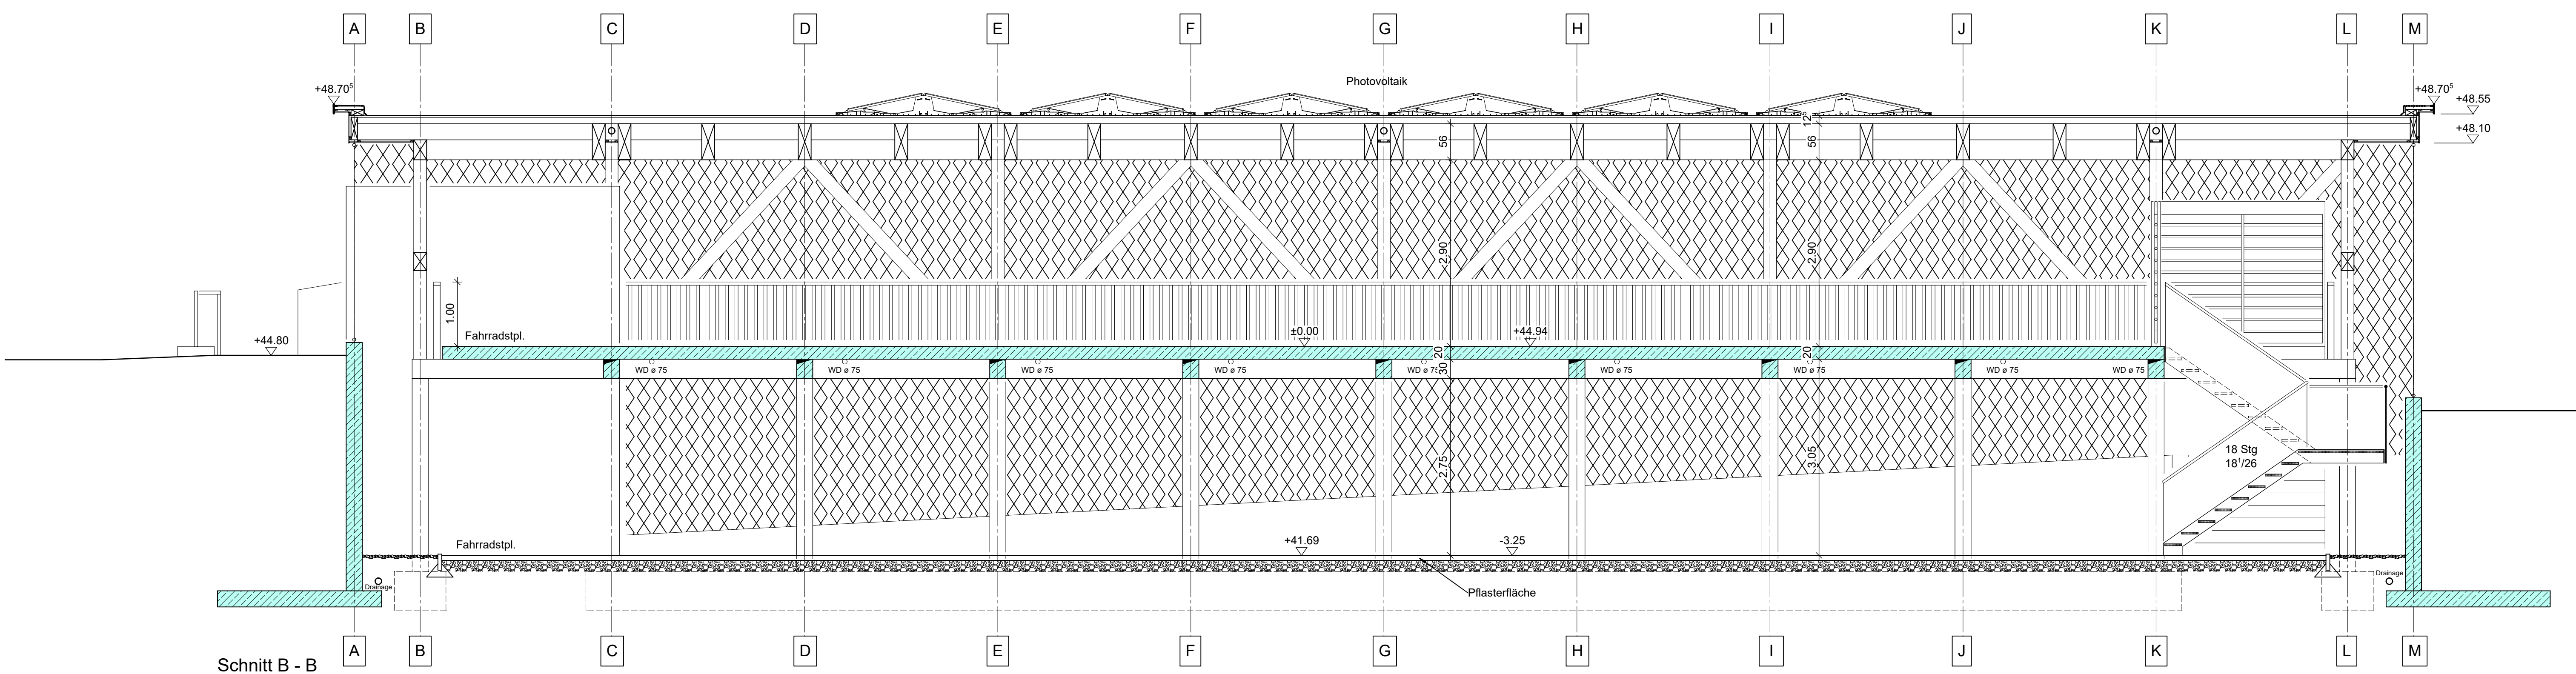 A B C D E F G H I J K L M
Photovoltaik
+48.70⁵
+48.70⁵
+48.55
+48.10
12⁵
56
56
2.90
2.90
1.00
Fahrradstpl.
±0.00
+44.94
+44.80
20
20
30
WD ø 75
WD ø 75
WD ø 75
WD ø 75
WD ø 75
WD ø 75
WD ø 75
WD ø 75
WD ø 75
2.75
3.05
18 Stg
18¹/26
Fahrradstpl.
+41.69
-3.25
Drainage
Drainage
Pflasterfläche
A B C D E F G H I J K L M
Schnitt B - B